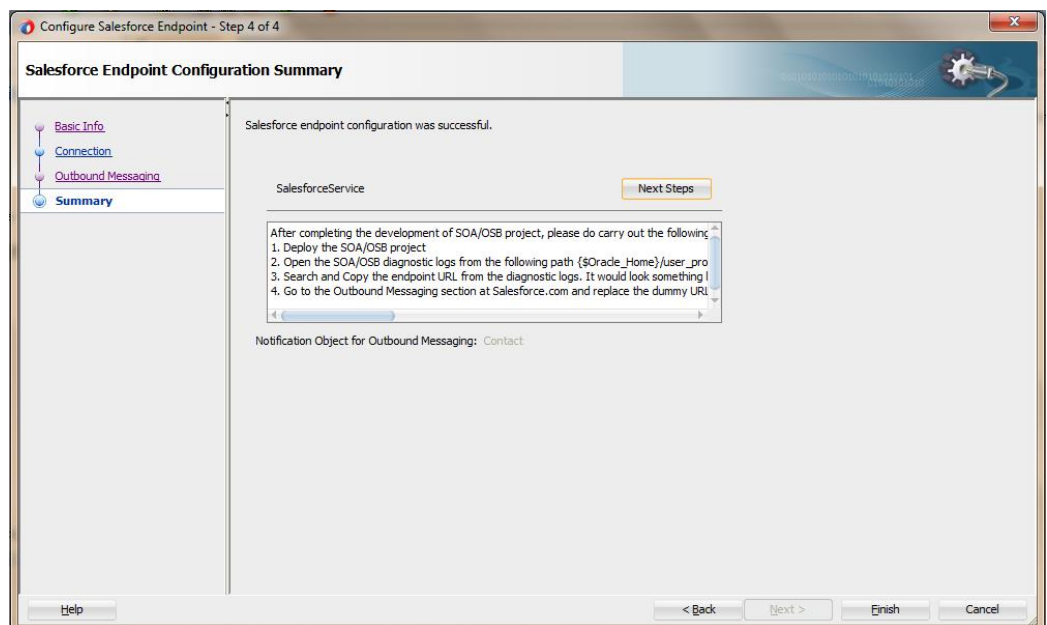 Configure Salesforce Endpoint - Step 4 of 4
Salesforce Endpoint Configuration Summary
Basic Info
Connection
Outbound Messaging
Summary
Salesforce endpoint configuration was successful.
SalesforceService
Next Steps
After completing the development of SOA/OSB project, please do carry out the following
1. Deploy the SOA/OSB project
2. Open the SOA/OSB diagnostic logs from the following path {$Oracle_Home}/user_pro
3. Search and Copy the endpoint URL from the diagnostic logs. It would look something l
4. Go to the Outbound Messaging section at Salesforce.com and replace the dummy URL
Notification Object for Outbound Messaging: Contact
Help
< Back
Next >
Finish
Cancel